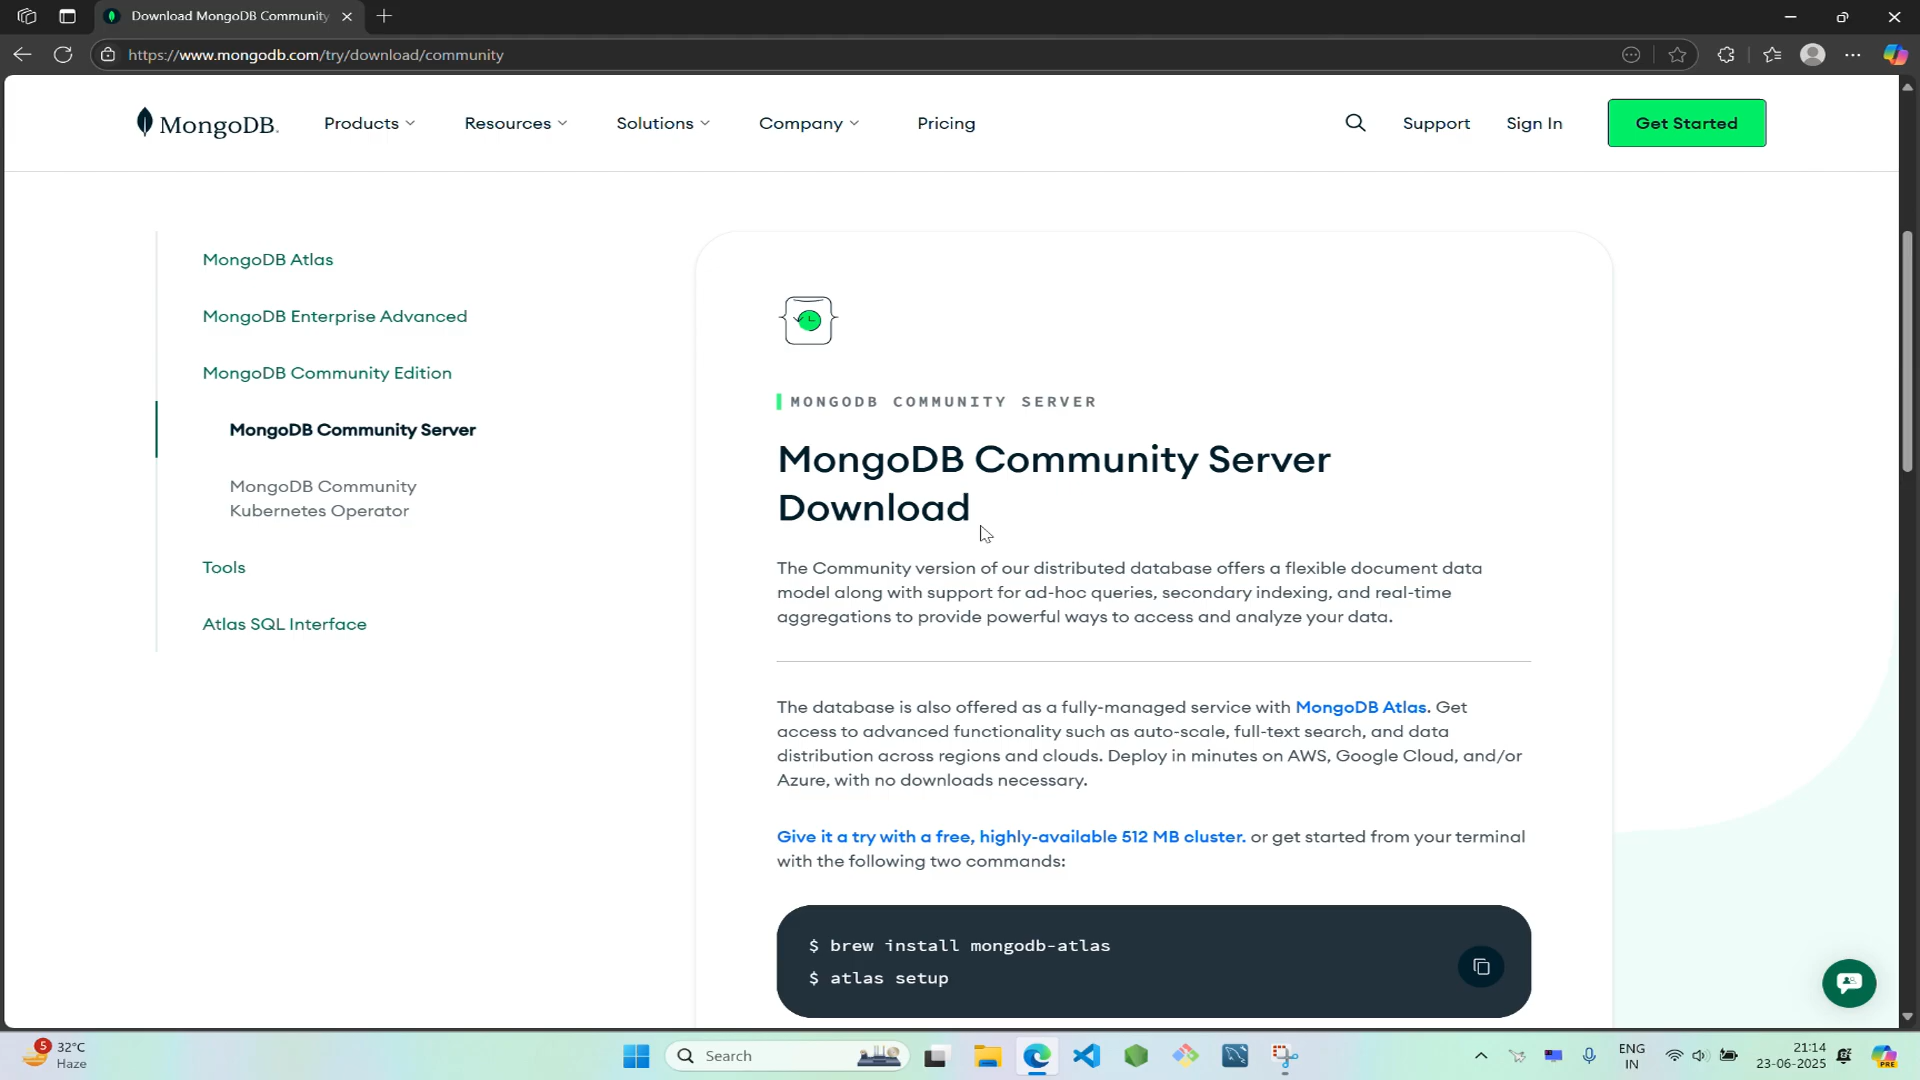 Download MongoDB Community
https://www.mongodb.com/try/download/community
MongoDB.
Products
Resources
Solutions
Company
Pricing
Support
Sign In
Get Started
MongoDB Atlas
MongoDB Enterprise Advanced
MongoDB Community Edition
MongoDB Community Server
MongoDB Community
Kubernetes Operator
Tools
Atlas SQL Interface
MONGODB COMMUNITY SERVER
MongoDB Community Server
Download
The Community version of our distributed database offers a flexible document data
model along with support for ad-hoc queries, secondary indexing, and real-time
aggregations to provide powerful ways to access and analyze your data.
The database is also offered as a fully-managed service with MongoDB Atlas. Get
access to advanced functionality such as auto-scale, full-text search, and data
distribution across regions and clouds. Deploy in minutes on AWS, Google Cloud, and/or
Azure, with no downloads necessary.
Give it a try with a free, highly-available 512 MB cluster. or get started from your terminal
with the following two commands:
$ brew install mongodb-atlas
$ atlas setup
5
32°C
Haze
Search
ENG
IN
21:14
23-06-2025
PRE